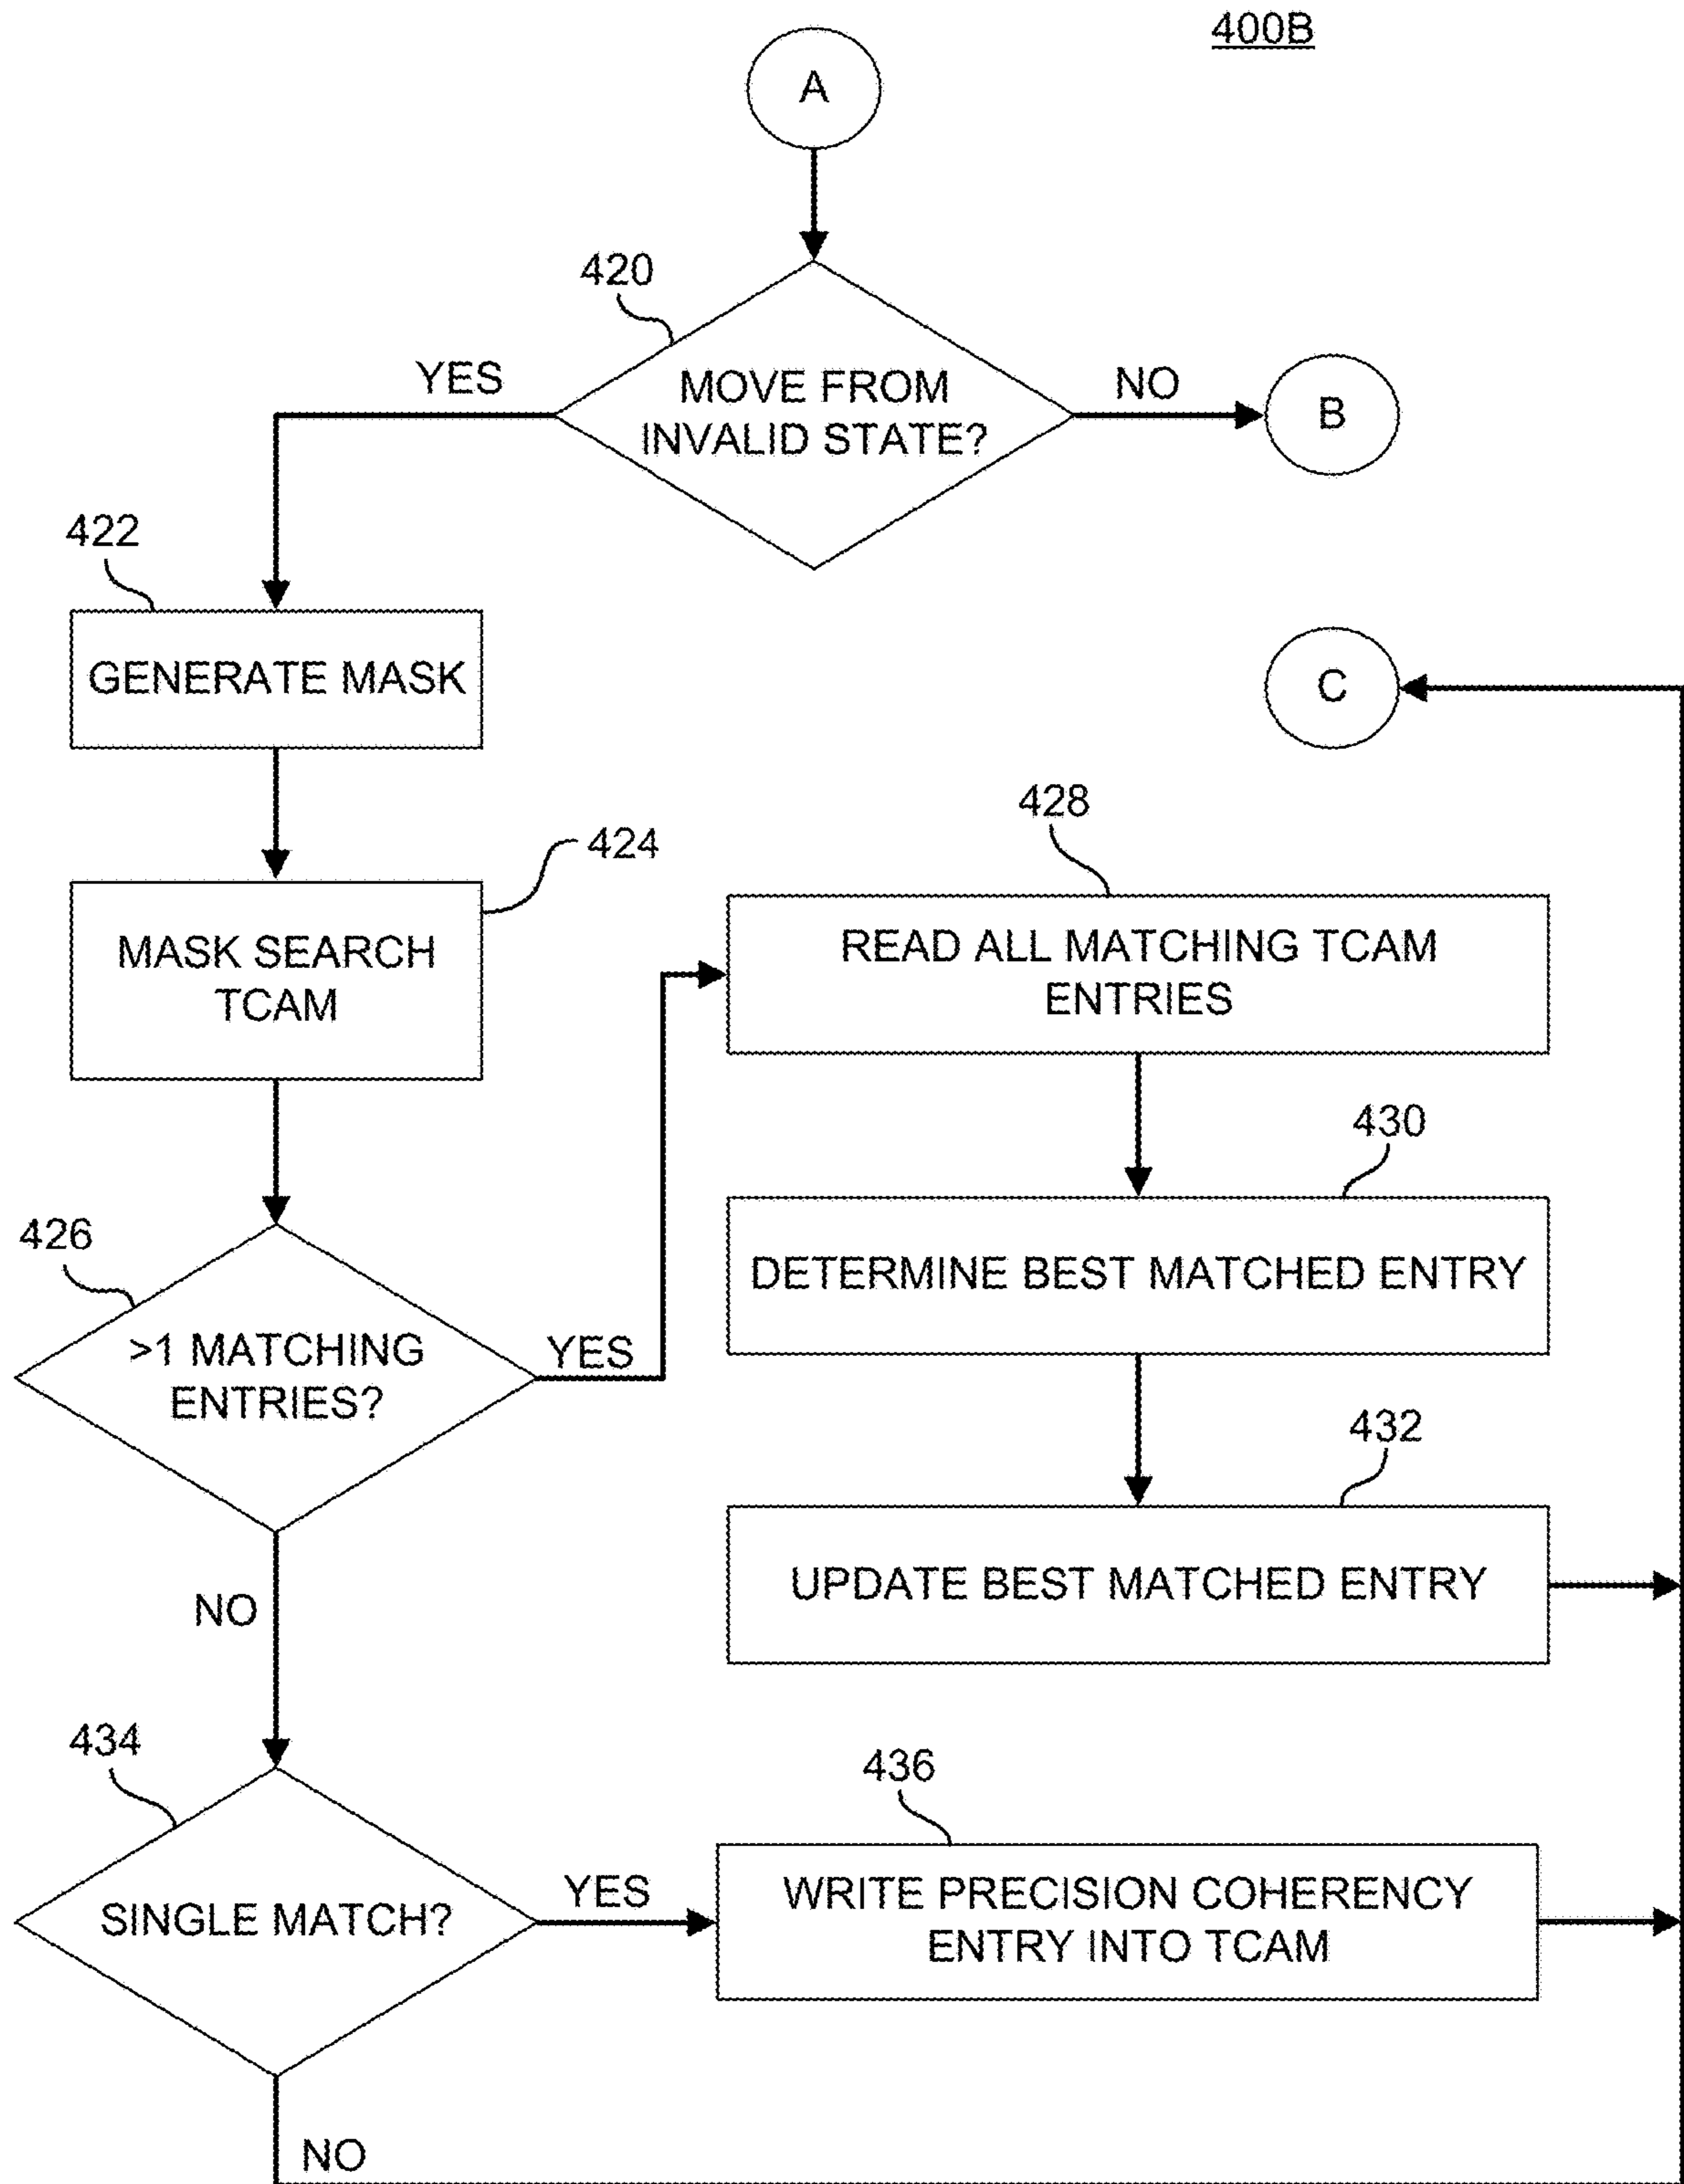 400B
A
420
YES
MOVE FROM
INVALID STATE?
NO
B
422
GENERATE MASK
C
424
MASK SEARCH
TCAM
428
READ ALL MATCHING TCAM
ENTRIES
430
DETERMINE BEST MATCHED ENTRY
426
>1 MATCHING
ENTRIES?
YES
432
UPDATE BEST MATCHED ENTRY
NO
434
SINGLE MATCH?
YES
436
WRITE PRECISION COHERENCY
ENTRY INTO TCAM
NO